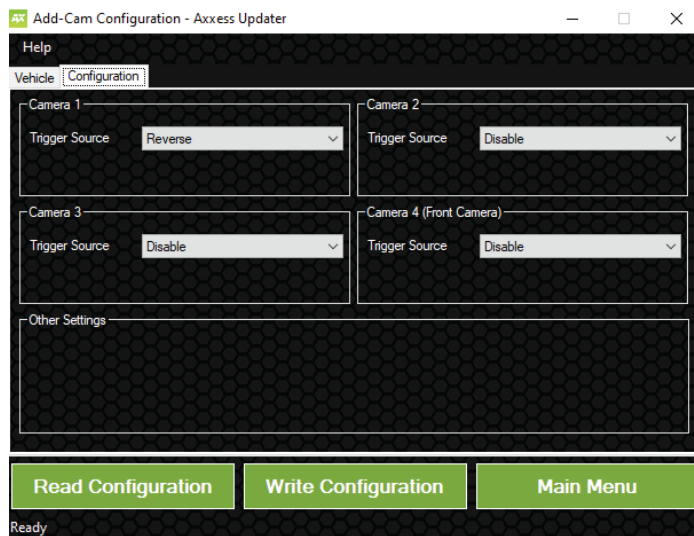 AX Add-Cam Configuration - Axxess Updater
Help
Vehicle Configuration
Camera 1
Trigger Source Reverse
Camera 2
Trigger Source Disable
Camera 3
Trigger Source Disable
Camera 4 (Front Camera)
Trigger Source Disable
Other Settings
Read Configuration Write Configuration Main Menu
Ready